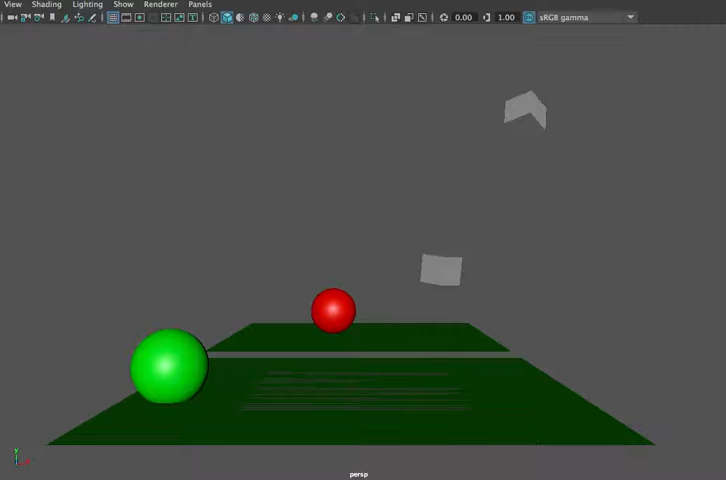 View Shading Lighting Show Renderer Panels
0.00 1.00 sRGB gamma
y
persp